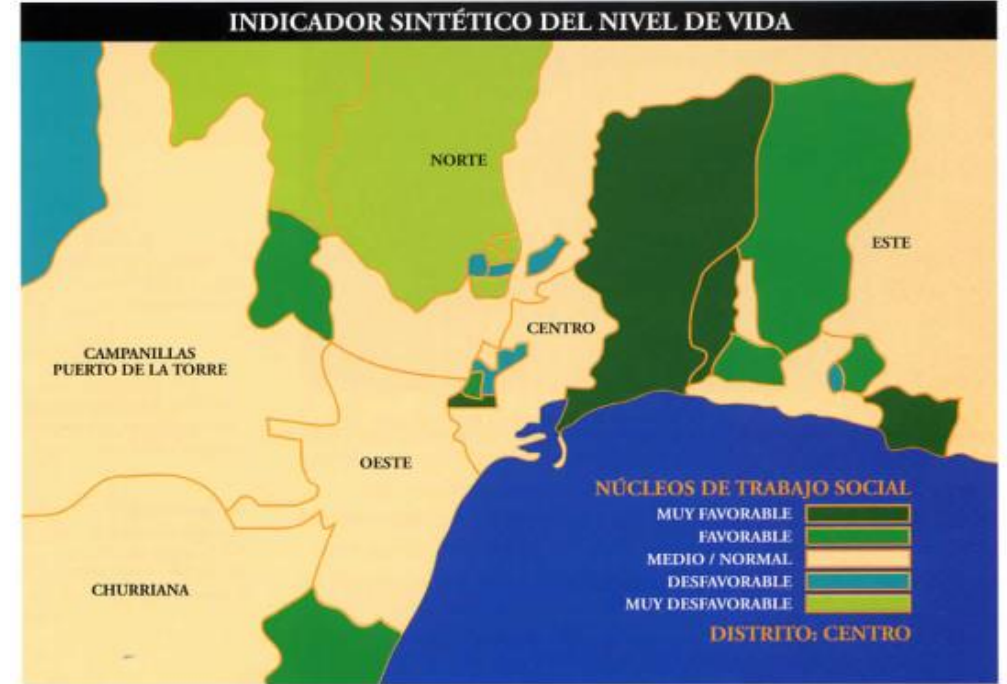 INDICADOR SINTÉTICO DEL NIVEL DE VIDA
NORTE
ESTE
CENTRO
CAMPANILLAS
PUERTO DE LA TORRE
OESTE
CHURRIANA
NÚCLEOS DE TRABAJO SOCIAL
MUY FAVORABLE
FAVORABLE
MEDIO / NORMAL
DESFAVORABLE
MUY DESFAVORABLE
DISTRITO: CENTRO